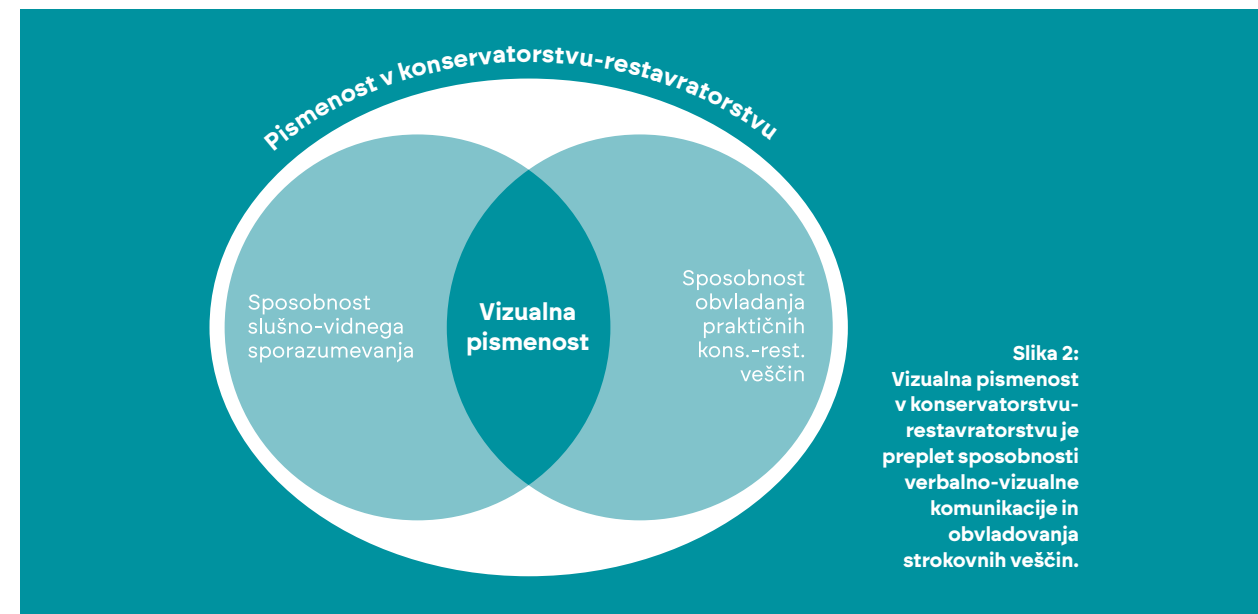 Pismenost v konservatorstvu-restavratorstvu
Sposobnost
slušno-vidnega
sporazumevanja
Vizualna
pismenost
Sposobnost
obvladanja
praktičnih
kons.-rest.
veščin
Slika 2:
Vizualna pismenost
v konservatorstvu-
restavratorstvu je
preplet sposobnosti
verbalno-vizualne
komunikacije in
obvladovanja
strokovnih veščin.